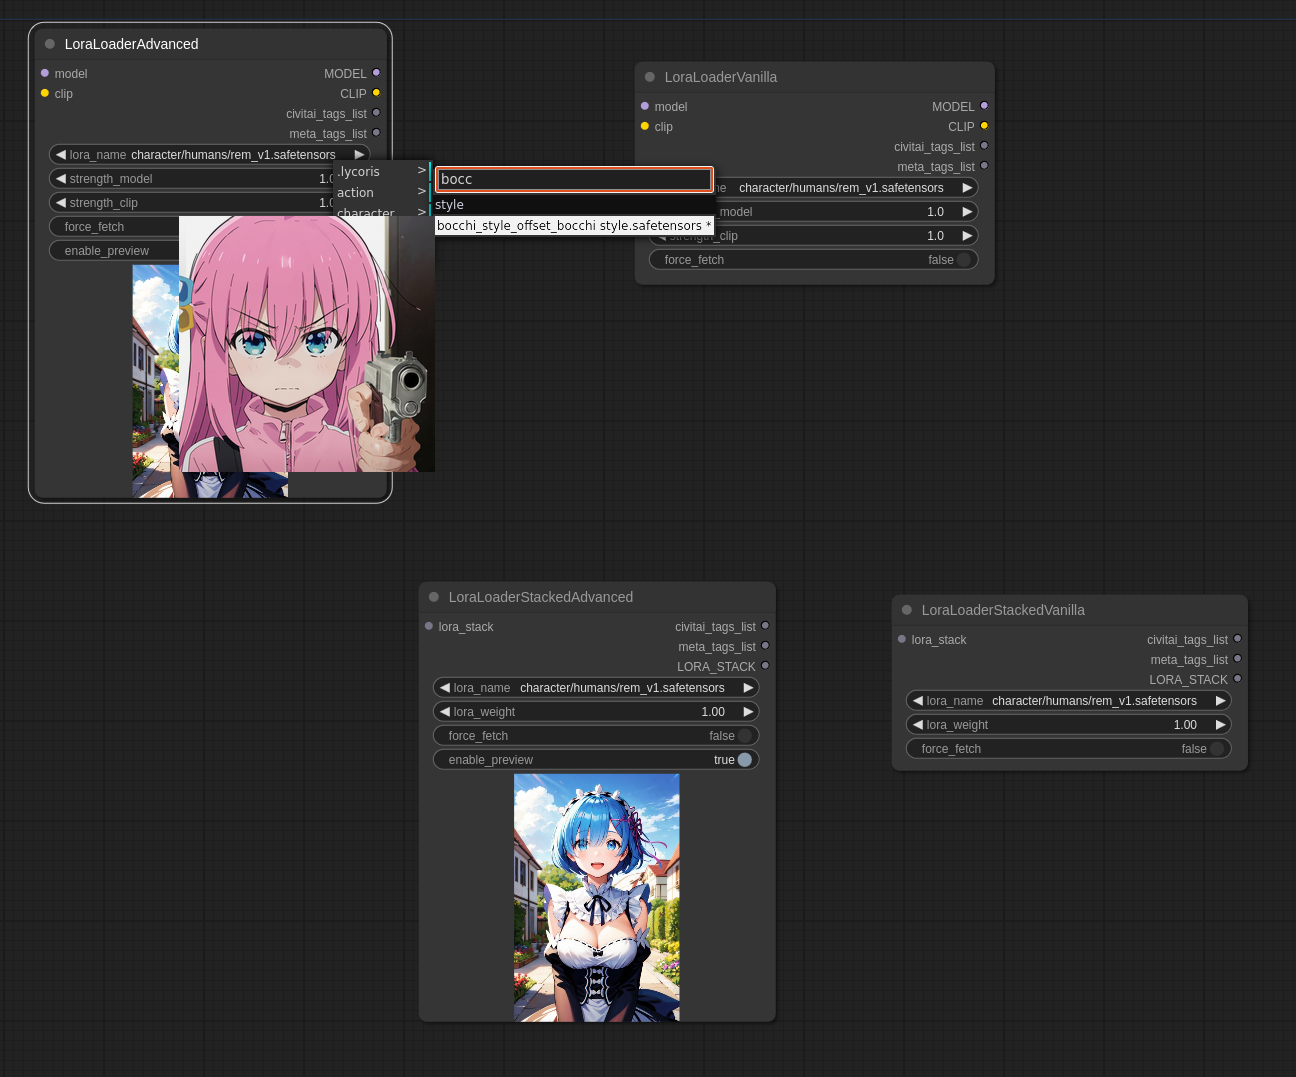 LoraLoaderAdvanced
model MODEL
clip CLIP
civitai_tags_list
meta_tags_list
lora_name character/humans/rem_v1.safetensors
strength_model 1.0
strength_clip 1.0
force_fetch
enable_preview
.lycoris >
action >
character >
bocc
style
bocchi_style_offset_bocchi style.safetensors *
LoraLoaderVanilla
model MODEL
clip CLIP
civitai_tags_list
meta_tags_list
character/humans/rem_v1.safetensors
model 1.0
strength_clip 1.0
force_fetch false
LoraLoaderStackedAdvanced
lora_stack civitai_tags_list
meta_tags_list
LORA_STACK
lora_name character/humans/rem_v1.safetensors
lora_weight 1.00
force_fetch false
enable_preview true
LoraLoaderStackedVanilla
lora_stack civitai_tags_list
meta_tags_list
LORA_STACK
lora_name character/humans/rem_v1.safetensors
lora_weight 1.00
force_fetch false